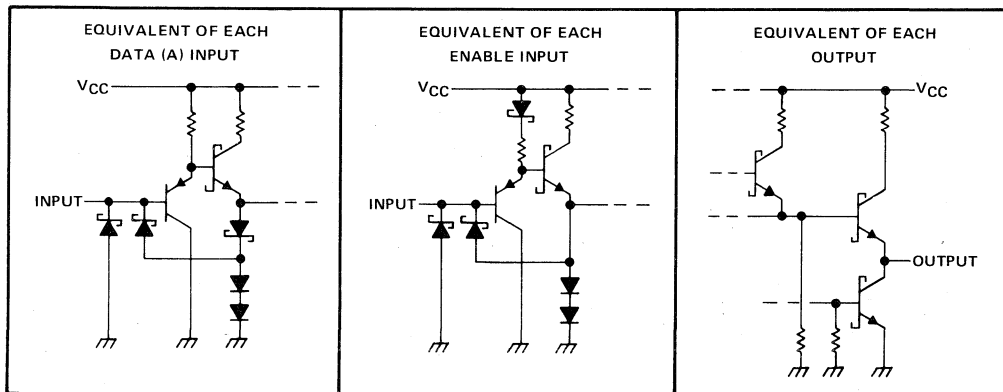 EQUIVALENT OF EACH
DATA (A) INPUT
VCC
INPUT
EQUIVALENT OF EACH
ENABLE INPUT
VCC
INPUT
EQUIVALENT OF EACH
OUTPUT
VCC
OUTPUT